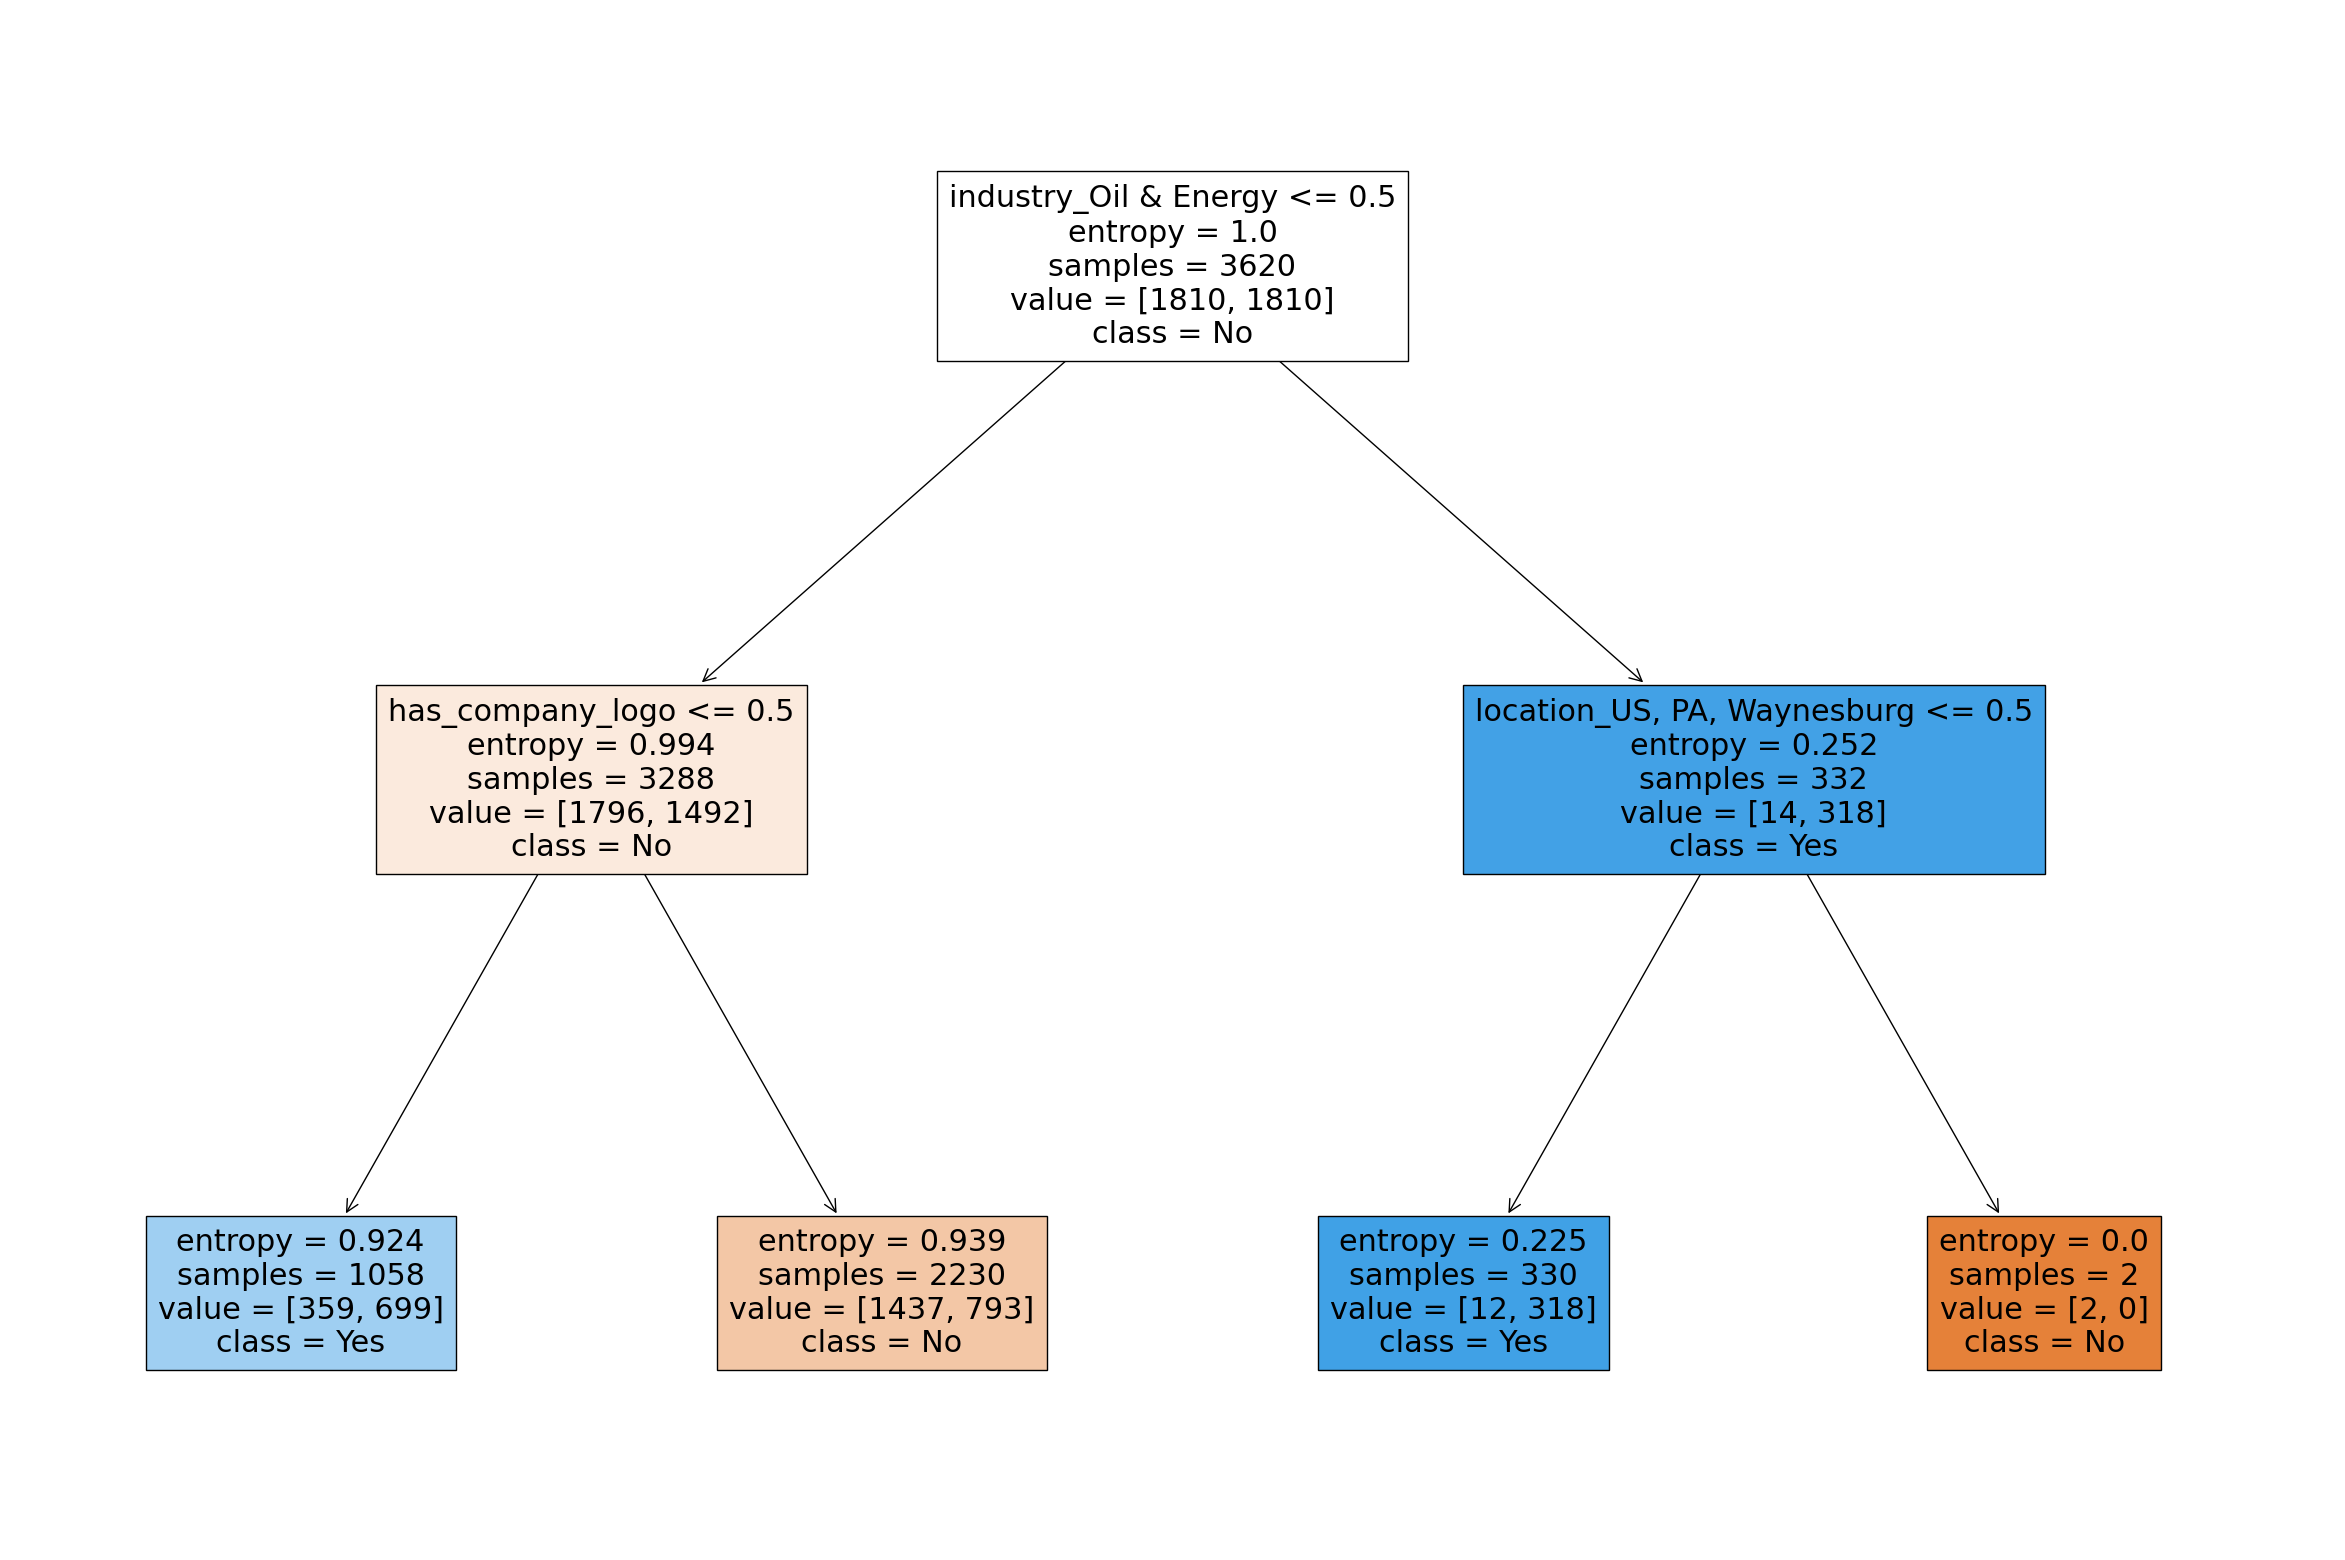 industry_Oil & Energy <= 0.5
entropy = 1.0
samples = 3620
value = [1810, 1810]
class = No
has_company_logo <= 0.5
entropy = 0.994
samples = 3288
value = [1796, 1492]
class = No
location_US, PA, Waynesburg <= 0.5
entropy = 0.252
samples = 332
value = [14, 318]
class = Yes
entropy = 0.924
samples = 1058
value = [359, 699]
class = Yes
entropy = 0.939
samples = 2230
value = [1437, 793]
class = No
entropy = 0.225
samples = 330
value = [12, 318]
class = Yes
entropy = 0.0
samples = 2
value = [2, 0]
class = No